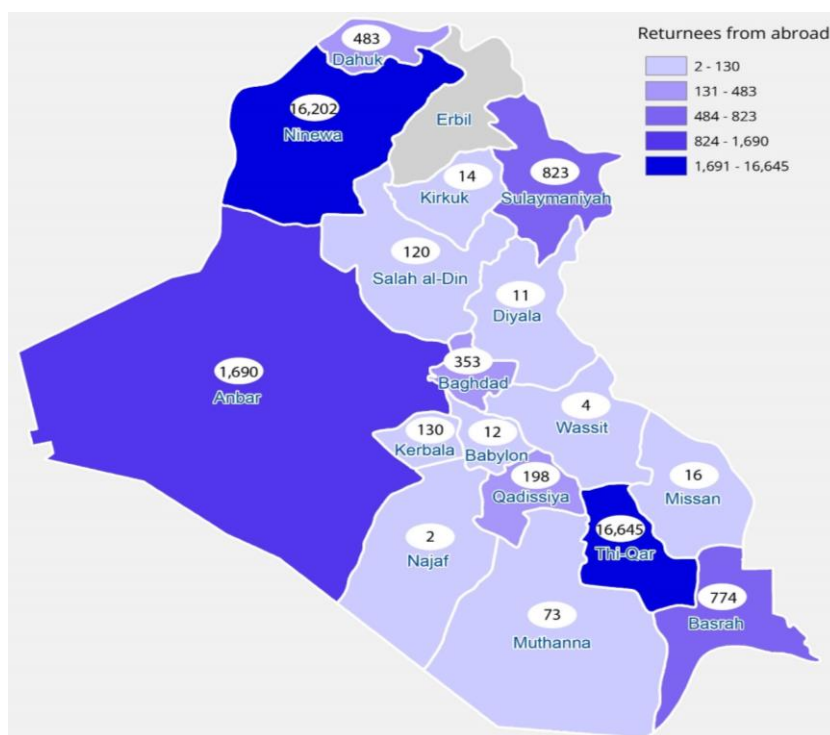 Returnees from abroad
2 - 130
131 - 483
484 - 823
824 - 1,690
1,691 - 16,645
483
Dahuk
16,202
Ninewa
Erbil
14
Kirkuk
823
Sulaymaniyah
120
Salah al-Din
11
Diyala
1,690
Anbar
353
Baghdad
4
Wassit
130
Kerbala
12
Babylon
198
Qadissiya
16
Missan
2
Najaf
16,645
Thi-Qar
73
Muthanna
774
Basrah